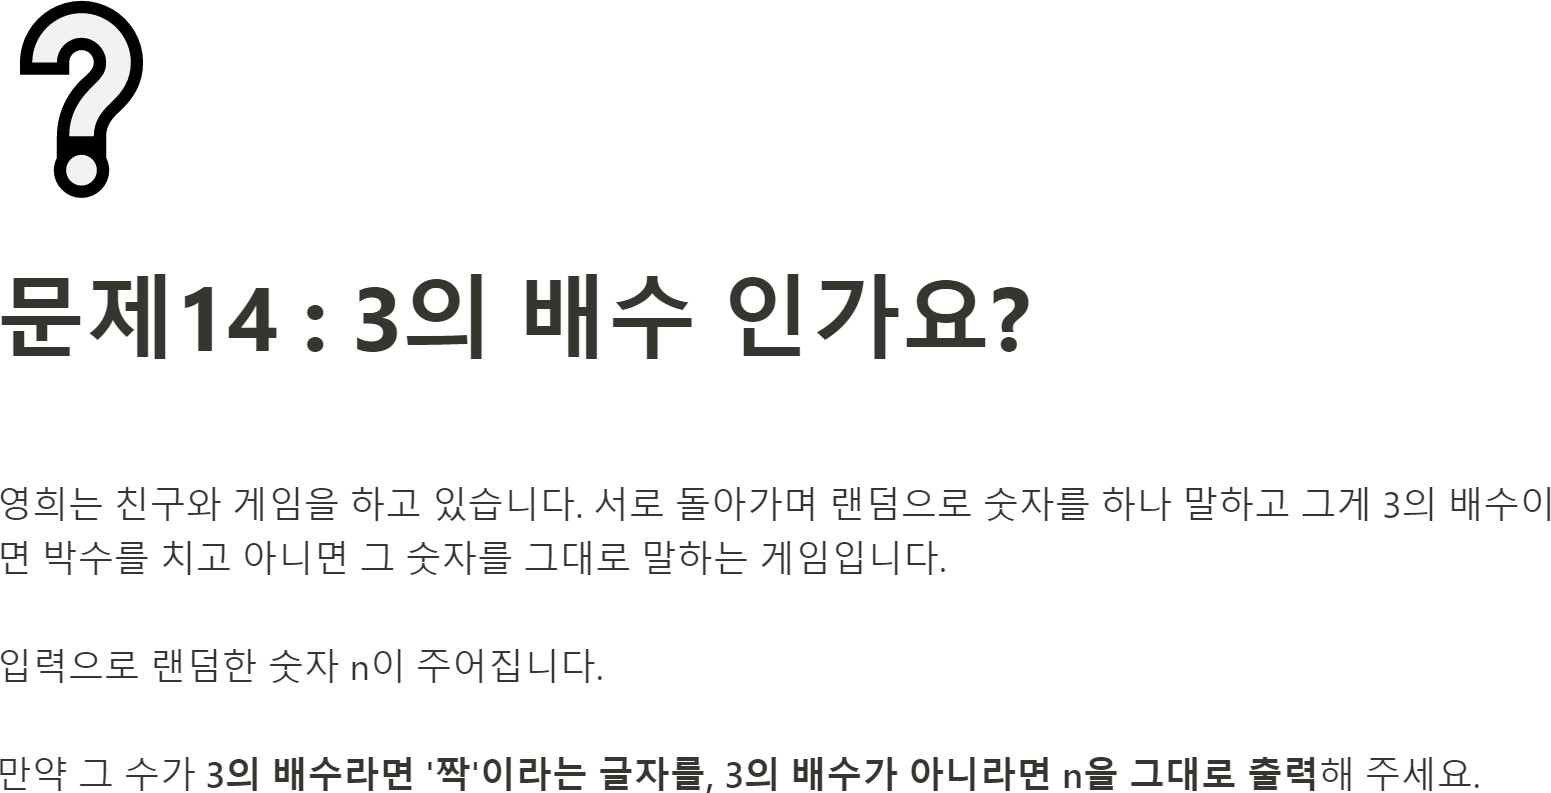 문제14 : 3의 배수 인가요?
영희는 친구와 게임을 하고 있습니다. 서로 돌아가며 랜덤으로 숫자를 하나 말하고 그게 3의 배수이
면 박수를 치고 아니면 그 숫자를 그대로 말하는 게임입니다.
입력으로 랜덤한 숫자 n이 주어집니다.
만약 그 수가 3의 배수라면 '짝'이라는 글자를, 3의 배수가 아니라면 n을 그대로 출력해 주세요.